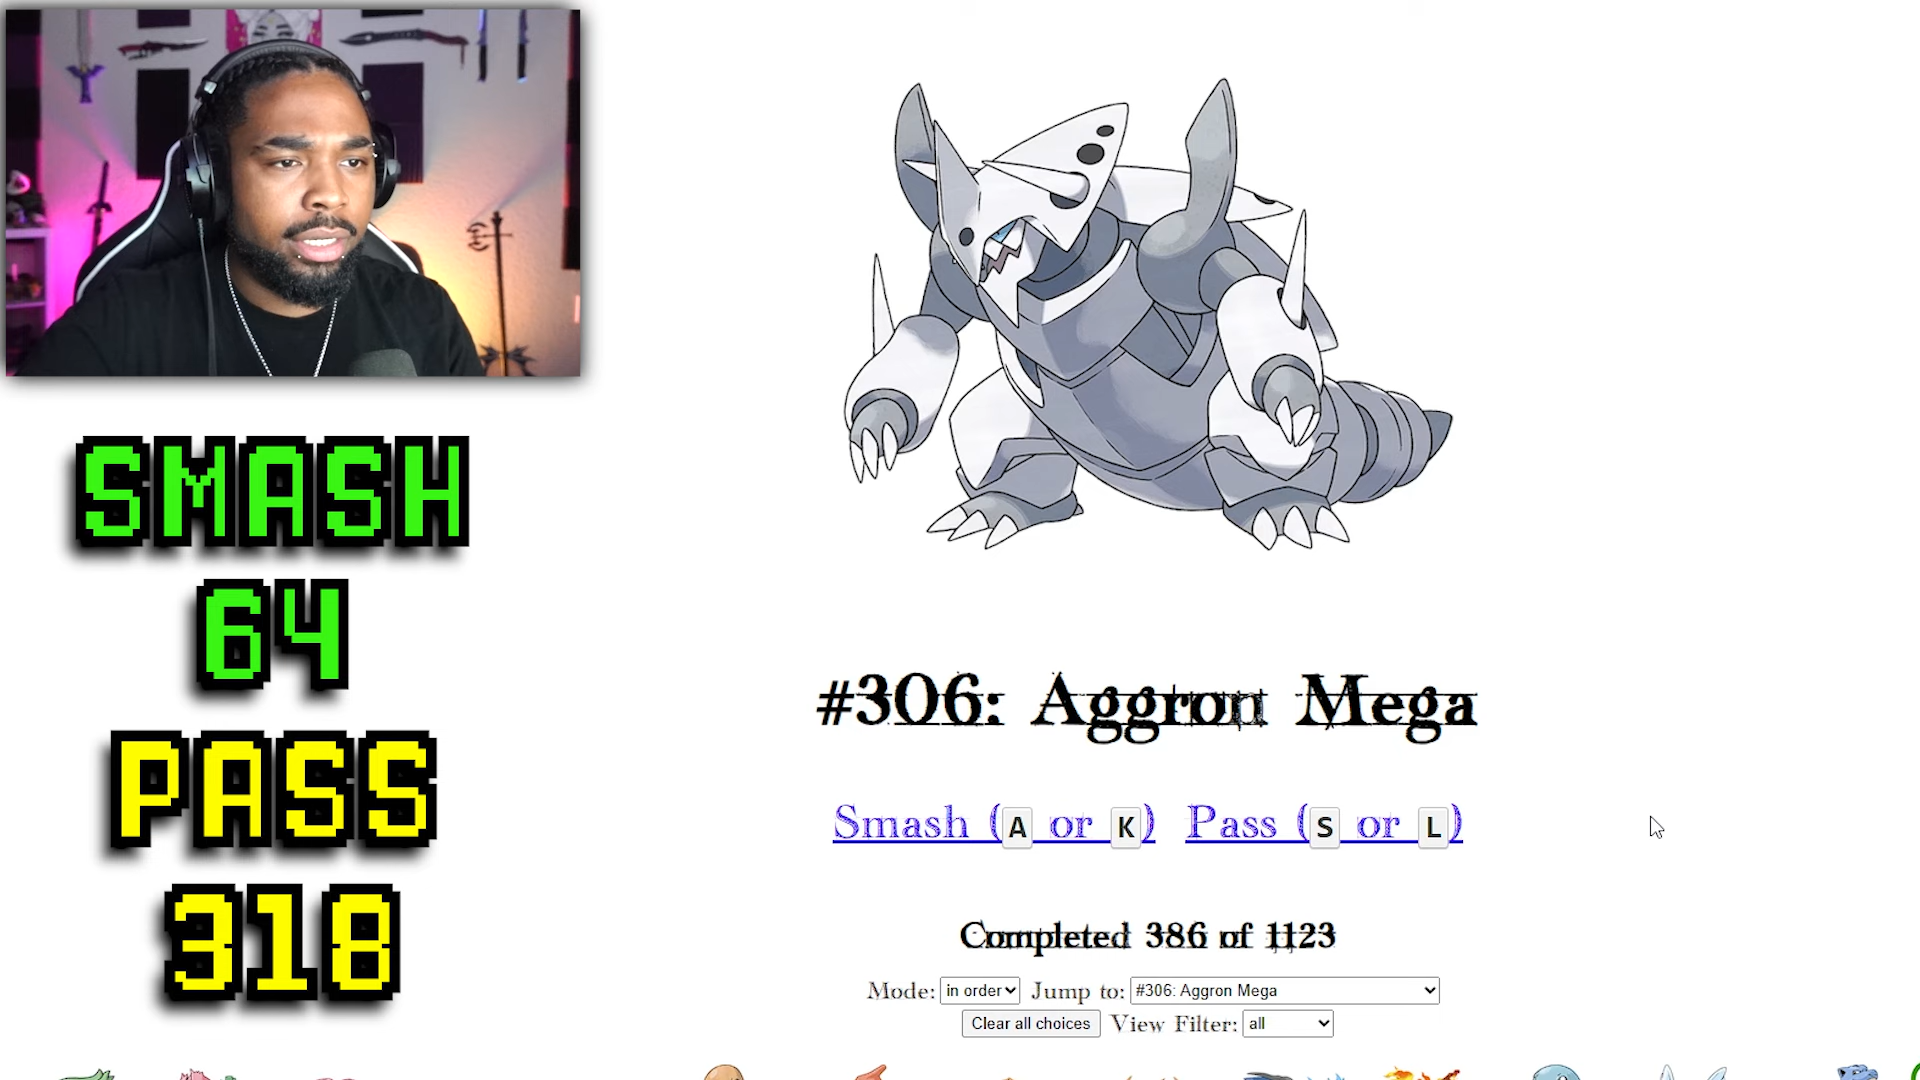 SMASH
64
PASS
318
#306: Aggron Mega
Smash (A or K) Pass (S or L)
Completed 386 of 1123
Mode: in order Jump to: #306: Aggron Mega
Clear all choices View Filter: all